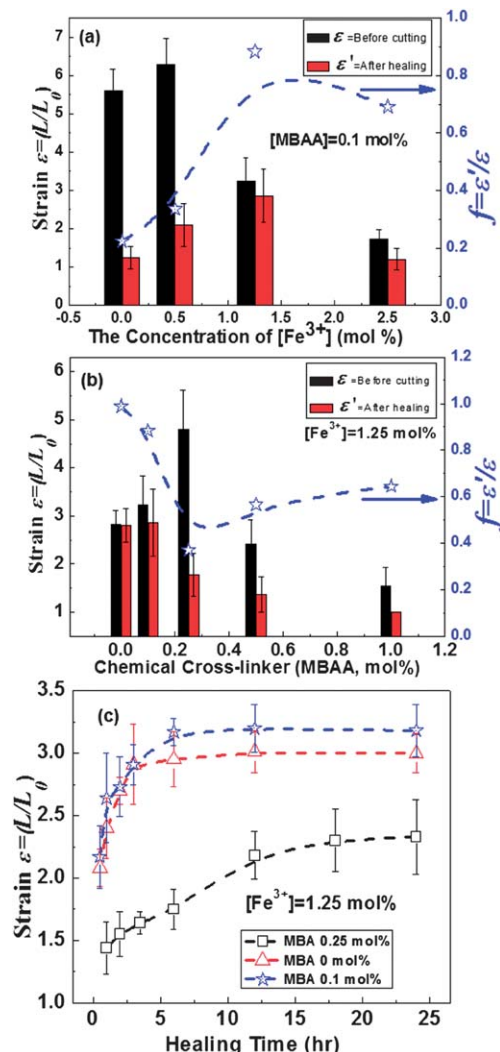 (a)
ε=Before cutting
ε'=After healing
[MBAA]=0.1 mol%
Strain ε=(L/L0)
7
6
5
4
3
2
1
0
1.0
0.8
0.6
0.4
0.2
0.0
f=ε'/ε
-0.5 0.0 0.5 1.0 1.5 2.0 2.5 3.0
The Concentration of [Fe3+] (mol %)
(b)
ε=Before cutting
ε'=After healing
[Fe3+]=1.25 mol%
Strain ε=(L/L0)
6
5
4
3
2
1
1.2
1.0
0.8
0.6
0.4
0.2
0.0
f=ε'/ε
0.0 0.2 0.4 0.6 0.8 1.0 1.2
Chemical Cross-linker (MBAA, mol%)
(c)
Strain ε=(L/L0)
3.5
3.0
2.5
2.0
1.5
1.0
[Fe3+]=1.25 mol%
MBA 0.25 mol%
MBA 0 mol%
MBA 0.1 mol%
0 5 10 15 20 25
Healing Time (hr)